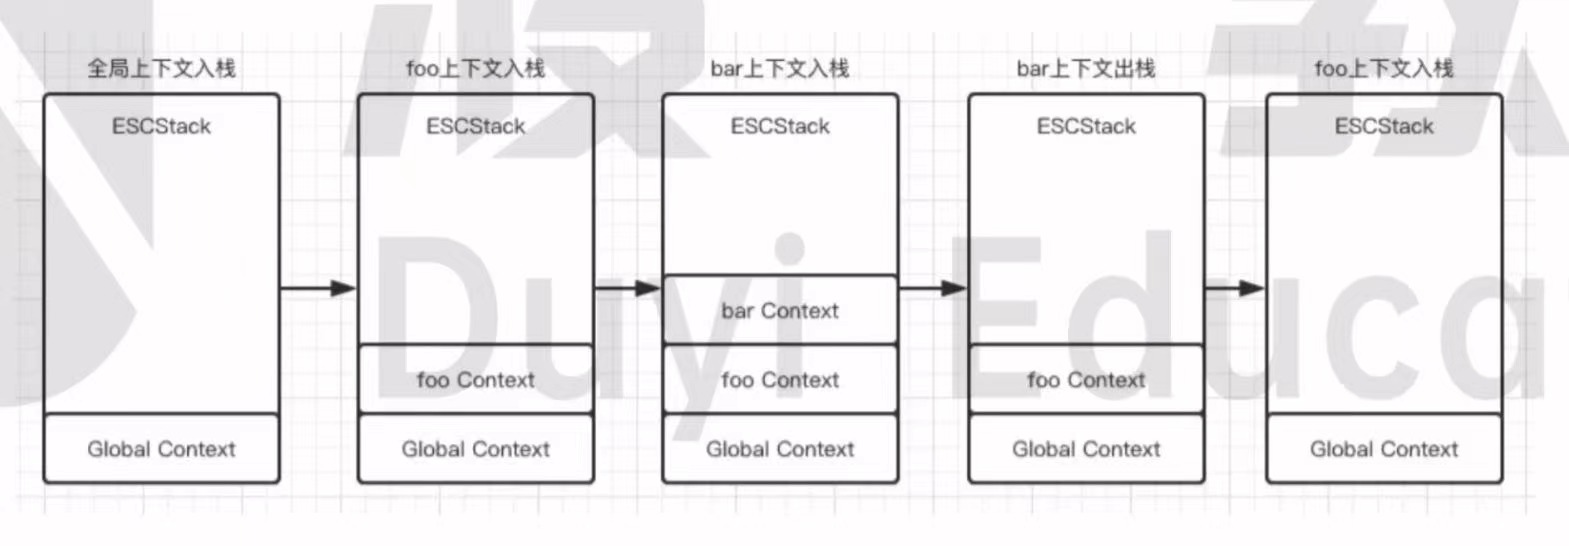 全局上下文入栈
ESCStack
Global Context
foo上下文入栈
ESCStack
foo Context
Global Context
bar上下文入栈
ESCStack
bar Context
foo Context
Global Context
bar上下文出栈
ESCStack
foo Context
Global Context
foo上下文入栈
ESCStack
Global Context
Duyi Educa